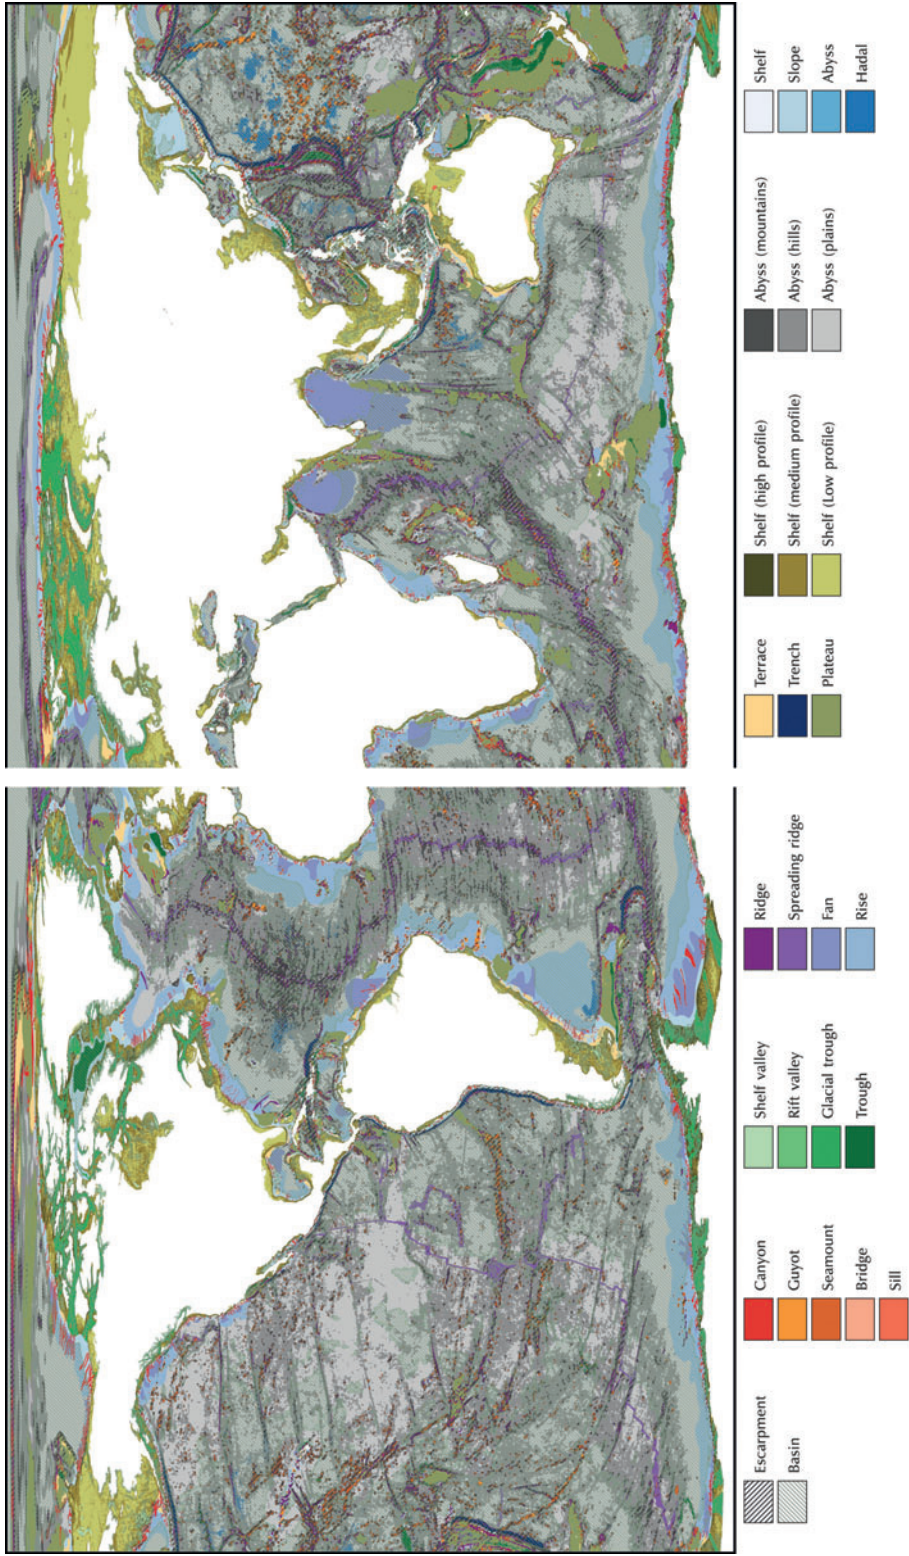 Escarpment
Basin
Canyon
Guyot
Seamount
Bridge
Sill
Shelf valley
Rift valley
Glacial trough
Trough
Ridge
Spreading ridge
Fan
Rise
Terrace
Trench
Plateau
Shelf (high profile)
Shelf (medium profile)
Shelf (Low profile)
Abyss (mountains)
Abyss (hills)
Abyss (plains)
Shelf
Slope
Abyss
Hadal